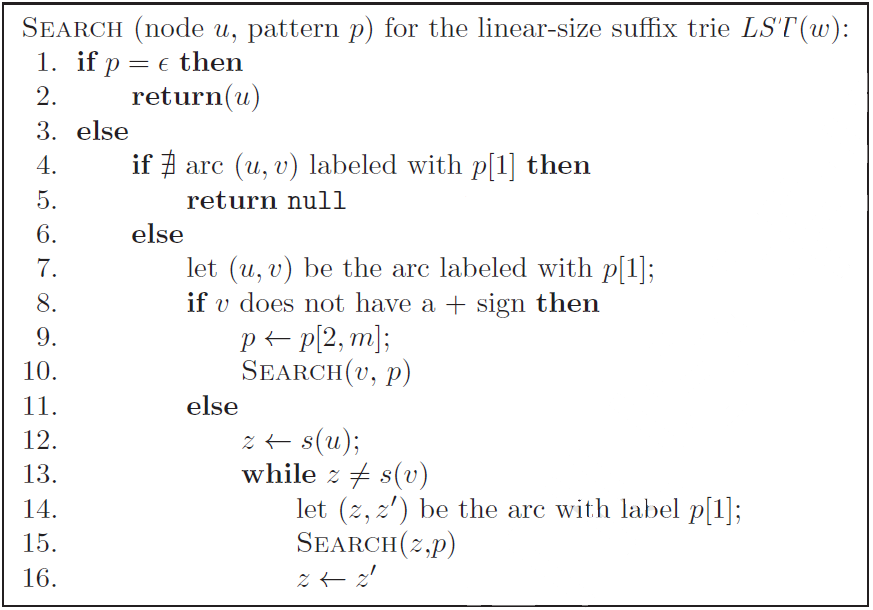 SEARCH (node u, pattern p) for the linear-size suffix trie LST(w):
1. if p = ϵ then
2. return(u)
3. else
4. if ∄ arc (u, v) labeled with p[1] then
5. return null
6. else
7. let (u, v) be the arc labeled with p[1];
8. if v does not have a + sign then
9. p ← p[2, m];
10. SEARCH(v, p)
11. else
12. z ← s(u);
13. while z ≠ s(v)
14. let (z, z′) be the arc with label p[1];
15. SEARCH(z,p)
16. z ← z′